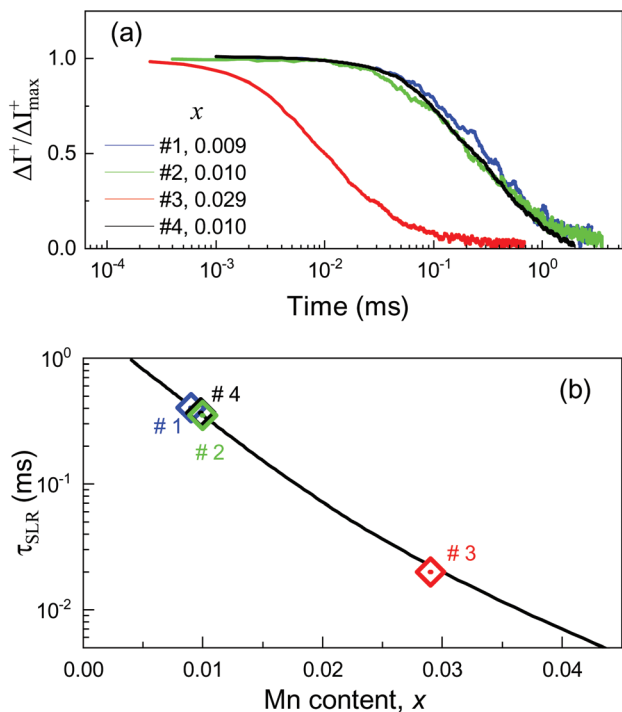 (a)
1.0
0.5
0.0
ΔI⁺/ΔI⁺max
x
#1, 0.009
#2, 0.010
#3, 0.029
#4, 0.010
10⁻⁴ 10⁻³ 10⁻² 10⁻¹ 10⁰
Time (ms)
(b)
10⁰
10⁻¹
10⁻²
τSLR (ms)
# 4
# 1
# 2
# 3
0.00 0.01 0.02 0.03 0.04
Mn content, x